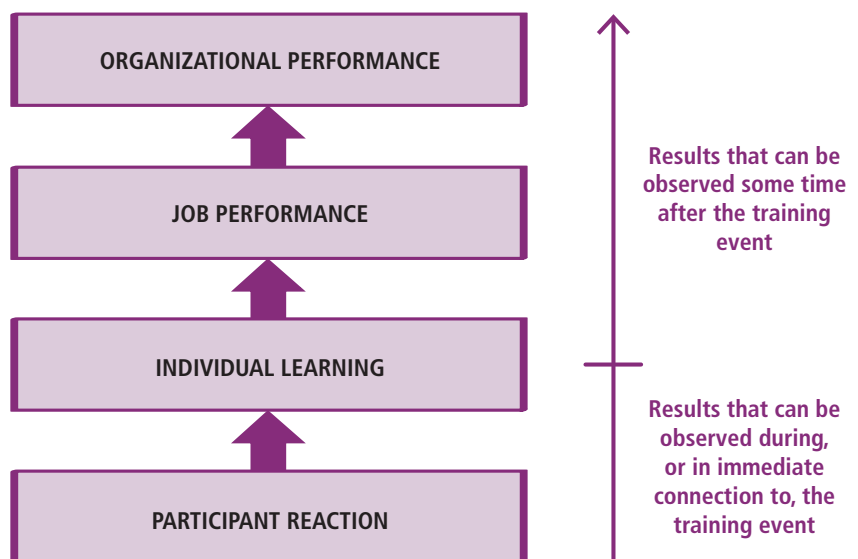 ORGANIZATIONAL PERFORMANCE
Results that can be
observed some time
after the training
event
JOB PERFORMANCE
INDIVIDUAL LEARNING
Results that can be
observed during,
or in immediate
connection to, the
training event
PARTICIPANT REACTION